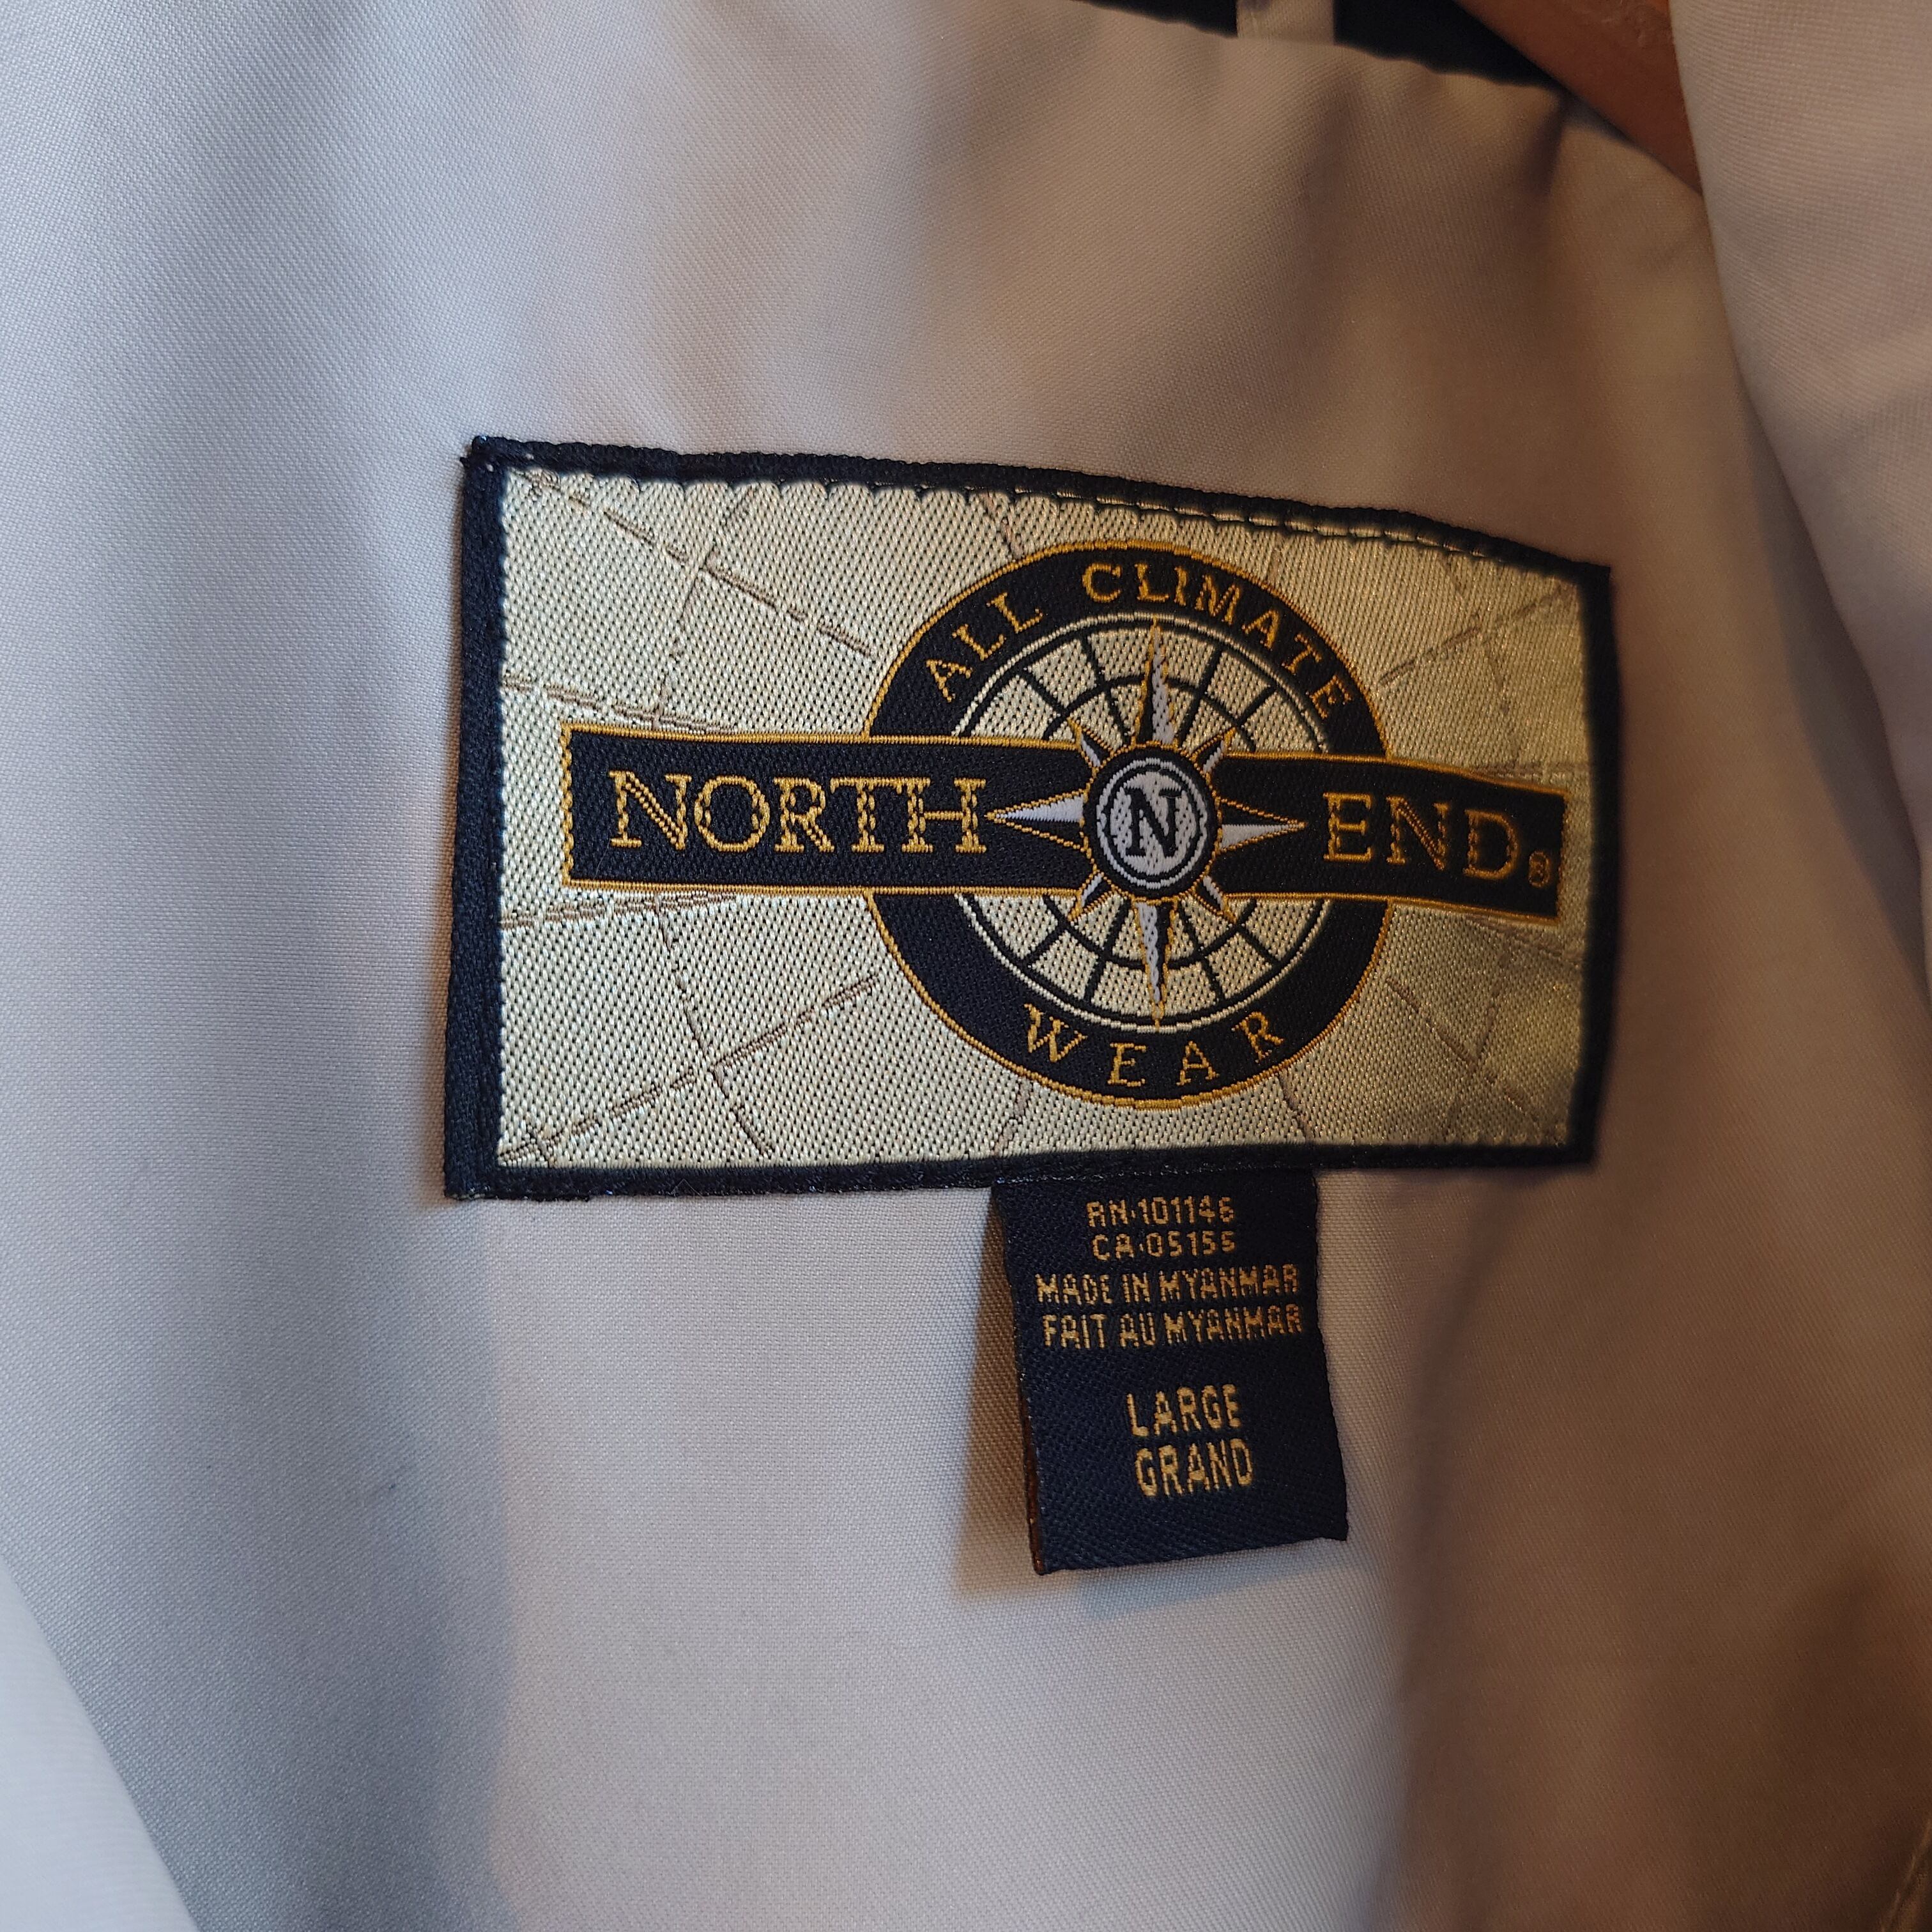 ALL CLIMATE
NORTH N END®
WEAR
RN·101146
CA·05155
MADE IN MYANMAR
FAIT AU MYANMAR
LARGE
GRAND